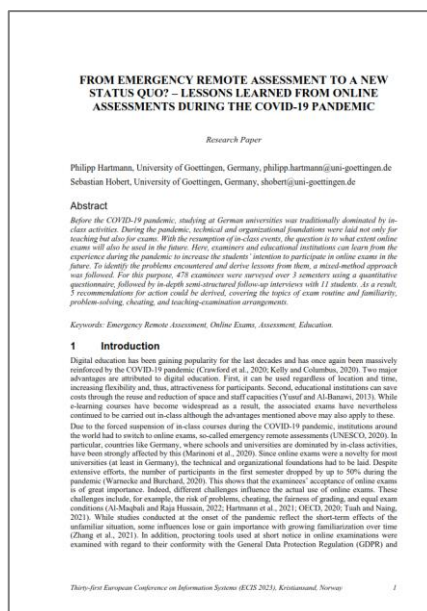 FROM EMERGENCY REMOTE ASSESSMENT TO A NEW
STATUS QUO? – LESSONS LEARNED FROM ONLINE
ASSESSMENTS DURING THE COVID-19 PANDEMIC
Research Paper
Philipp Hartmann, University of Goettingen, Germany, philipp.hartmann@uni-goettingen.de
Sebastian Hobert, University of Goettingen, Germany, shobert@uni-goettingen.de
Abstract
Before the COVID-19 pandemic, studying at German universities was traditionally dominated by in-
class activities. During the pandemic, technical and organizational foundations were laid not only for
teaching but also for exams. With the resumption of in-class events, the question is to what extent online
exams will also be used in the future. Here, examiners and educational institutions can learn from the
experience during the pandemic to increase the students' intention to participate in online exams in the
future. To identify the problems encountered and derive lessons from them, a mixed-method approach
was followed. For this purpose, 478 examinees were surveyed over 3 semesters using a quantitative
questionnaire, followed by in-depth semi-structured follow-up interviews with 11 students. As a result,
5 recommendations for action could be derived, covering the topics of exam routine and familiarity,
problem-solving, cheating, and teaching-examination arrangements.
Keywords: Emergency Remote Assessment, Online Exams, Assessment, Education.
1 Introduction
Digital education has been gaining popularity for the last decades and has once again been massively
reinforced by the COVID-19 pandemic (Crawford et al., 2020; Kelly and Columbus, 2020). Two major
advantages are attributed to digital education. First, it can be used regardless of location and time,
increasing flexibility and, thus, attractiveness for participants. Second, educational institutions can save
costs through the reuse and reduction of space and staff capacities (Yusuf and Al-Banawi, 2013). While
e-learning courses have become widespread as a result, the associated exams have nevertheless
continued to be carried out in-class although the advantages mentioned above may also apply to these.
Due to the forced suspension of in-class courses during the COVID-19 pandemic, institutions around
the world had to switch to online exams, so-called emergency remote assessments (UNESCO, 2020). In
particular, countries like Germany, where schools and universities are dominated by in-class activities,
have been strongly affected by this (Marinoni et al., 2020). Since online exams were a novelty for most
universities (at least in Germany), the technical and organizational foundations had to be laid. Despite
extensive efforts, the number of participants in the first semester dropped by up to 50% during the
pandemic (Warnecke and Burchard, 2020). This shows that the examinees' acceptance of online exams
is of great importance. Indeed, different challenges influence the actual use of online exams. These
challenges include, for example, the risk of problems, cheating, the fairness of grading, and equal exam
conditions (Al-Maqbali and Raja Hussain, 2022; Hartmann et al., 2021; OECD, 2020; Tuah and Naing,
2021). While studies conducted at the onset of the pandemic reflect the short-term effects of the
unfamiliar situation, some influences lose or gain importance with growing familiarization over time
(Zhang et al., 2021). In addition, proctoring tools used at short notice in online examinations were
examined with regard to their conformity with the General Data Protection Regulation (GDPR) and
Thirty-first European Conference on Information Systems (ECIS 2023), Kristiansand, Norway 1